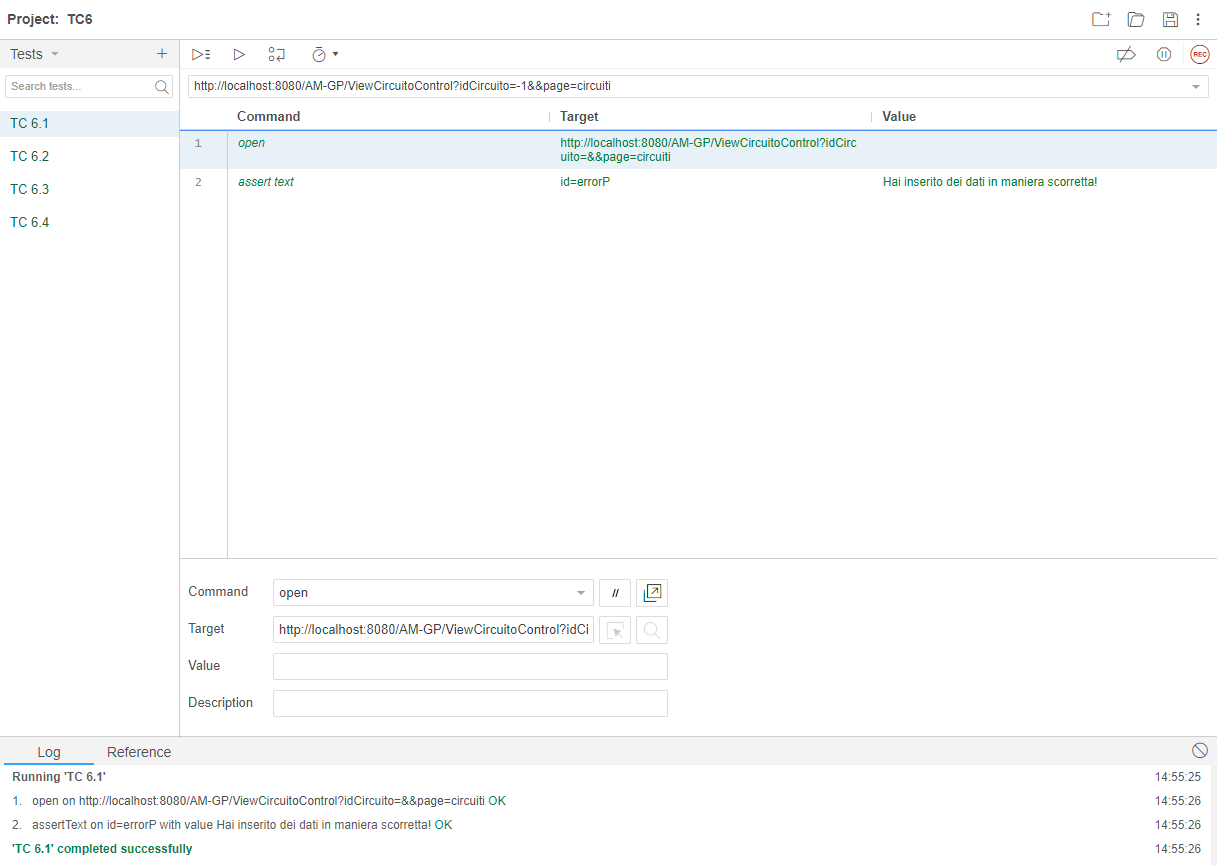 Project: TC6
Tests
Search tests...
TC 6.1
TC 6.2
TC 6.3
TC 6.4
REC
http://localhost:8080/AM-GP/ViewCircuitoControl?idCircuito=-1&&page=circuiti
Command Target Value
1 open http://localhost:8080/AM-GP/ViewCircuitoControl?idCirc
uito=&&page=circuiti
2 assert text id=errorP Hai inserito dei dati in maniera scorretta!
Command open //
Target http://localhost:8080/AM-GP/ViewCircuitoControl?idCi
Value
Description
Log Reference
Running 'TC 6.1' 14:55:25
1. open on http://localhost:8080/AM-GP/ViewCircuitoControl?idCircuito=&&page=circuiti OK 14:55:26
2. assertText on id=errorP with value Hai inserito dei dati in maniera scorretta! OK 14:55:26
'TC 6.1' completed successfully 14:55:26